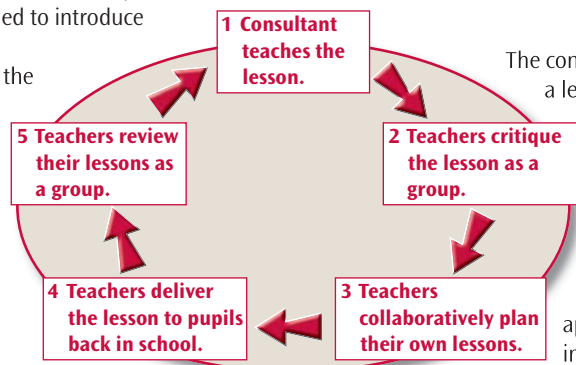 ed to introduce
the
1 Consultant
teaches the
lesson.
The con
a le
5 Teachers review
their lessons as
a group.
2 Teachers critique
the lesson as a
group.
4 Teachers deliver
the lesson to pupils
back in school.
3 Teachers
collaboratively plan
their own lessons.
ap
in